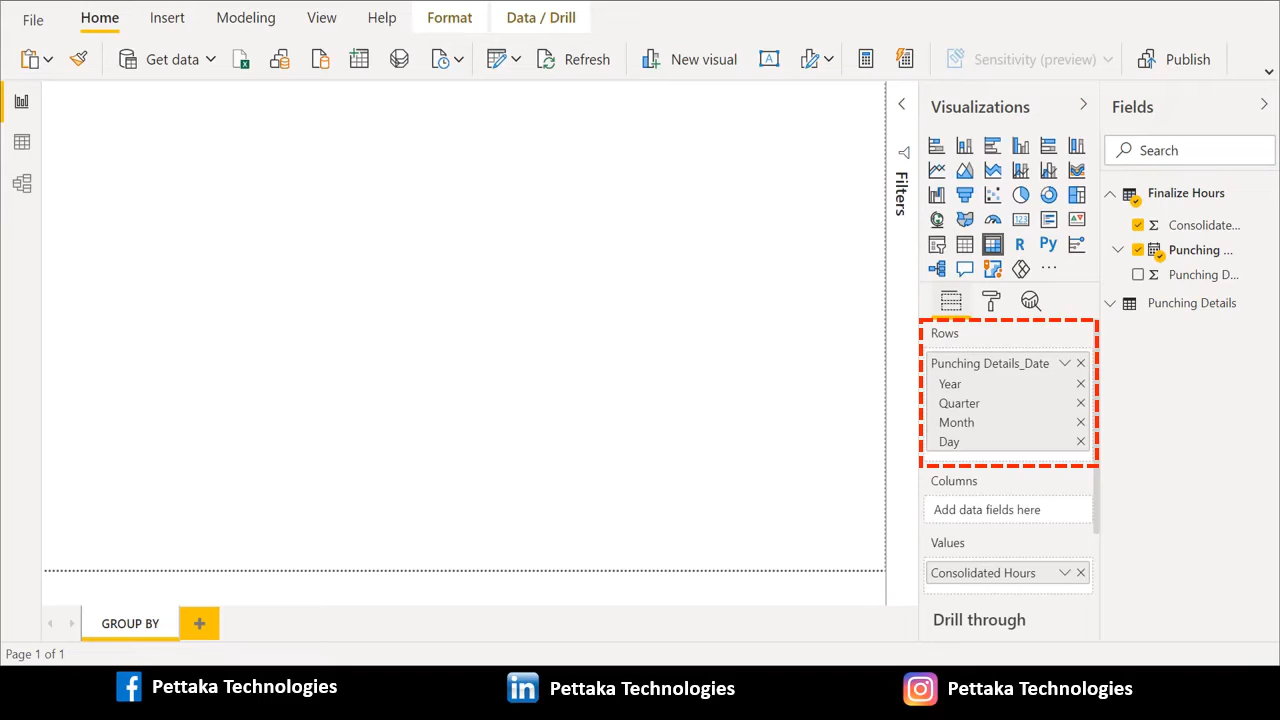 File
Home
Insert
Modeling
View
Help
Format
Data / Drill
Get data
Refresh
New visual
Sensitivity (preview)
Publish
Filters
Visualizations
123
R
Py
Rows
Punching Details_Date
Year
Quarter
Month
Day
Columns
Add data fields here
Values
Consolidated Hours
Drill through
Fields
Search
Finalize Hours
Σ Consolidate...
Punching ...
Σ Punching D...
Punching Details
GROUP BY
Page 1 of 1
Pettaka Technologies
Pettaka Technologies
Pettaka Technologies